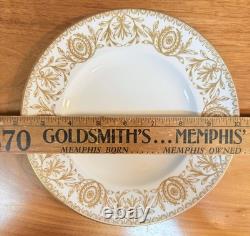 70 GOLDSMITH'S... MEMPHIS'
MEMPHIS BORN...... MEMPHIS OWNED